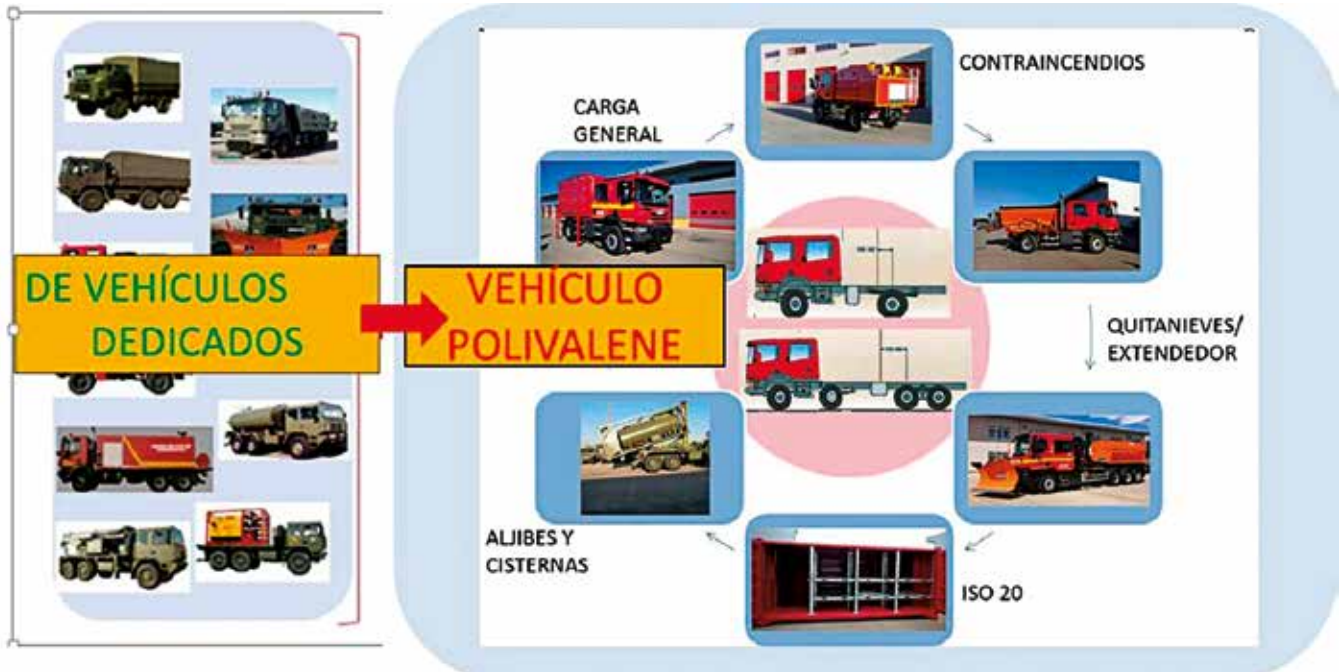 DE VEHÍCULOS
DEDICADOS
VEHÍCULO
POLIVALENE
CARGA
GENERAL
CONTRAINCENDIOS
QUITANIEVES/
EXTENDEDOR
ISO 20
ALJIBES Y
CISTERNAS